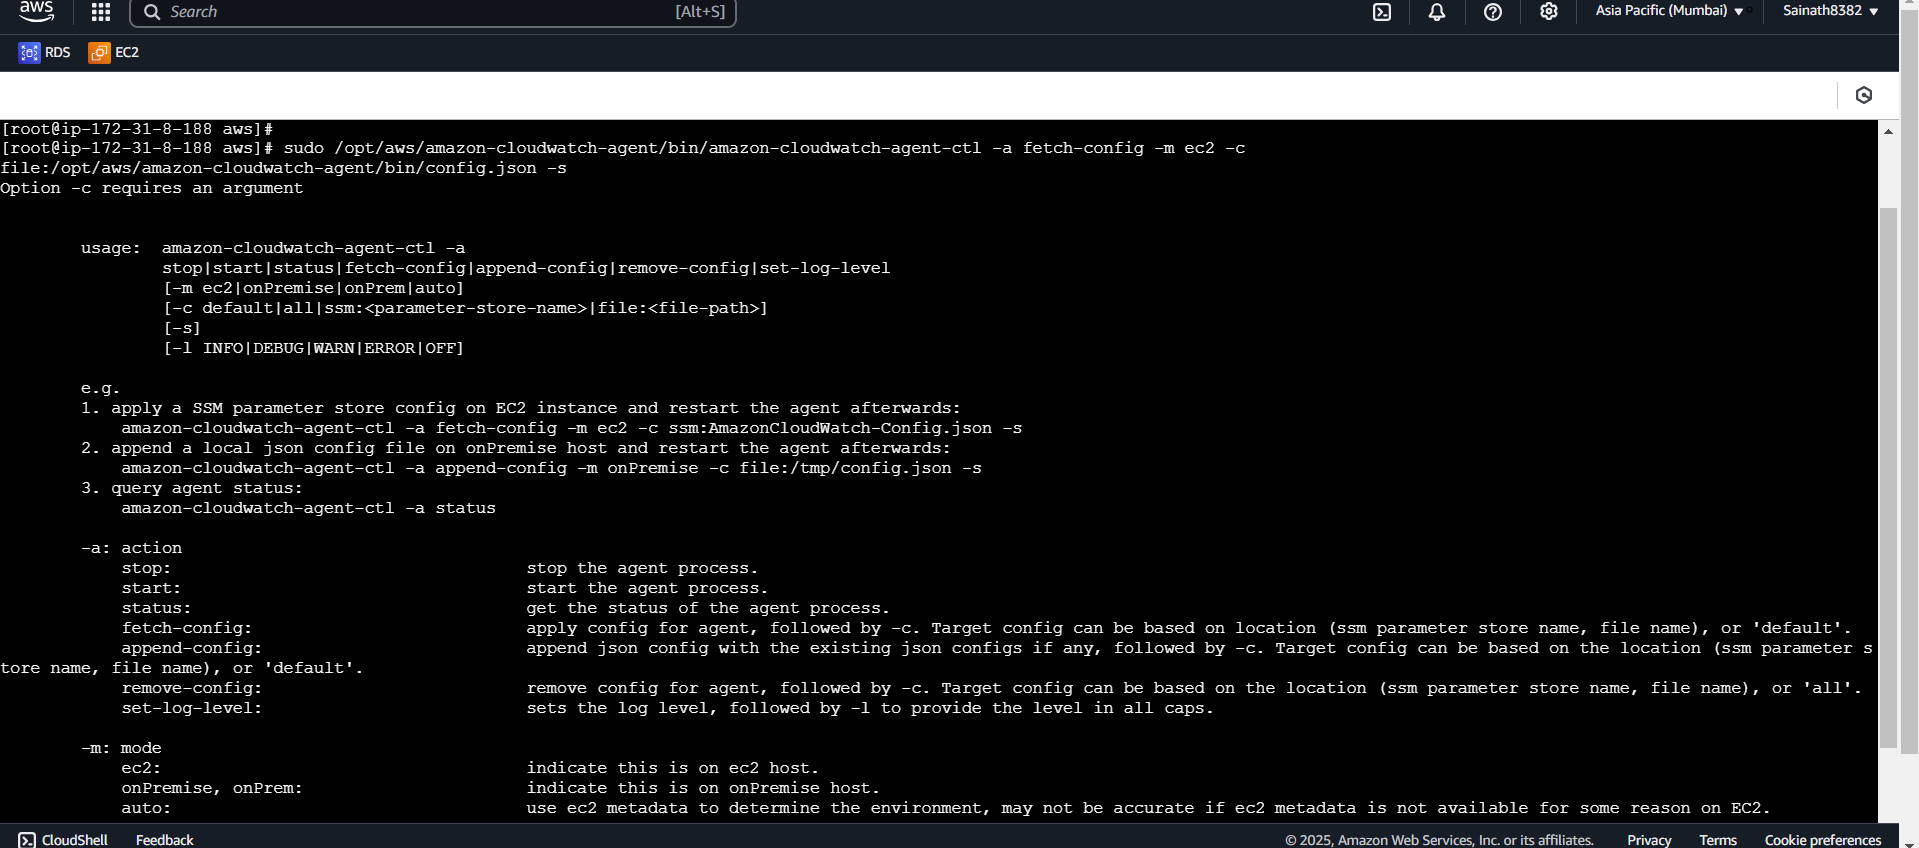 aws
Search [Alt+S]
Asia Pacific (Mumbai) Sainath8382
RDS EC2
[root@ip-172-31-8-188 aws]#
[root@ip-172-31-8-188 aws]# sudo /opt/aws/amazon-cloudwatch-agent/bin/amazon-cloudwatch-agent-ctl -a fetch-config -m ec2 -c
file:/opt/aws/amazon-cloudwatch-agent/bin/config.json -s
Option -c requires an argument
usage: amazon-cloudwatch-agent-ctl -a
stop|start|status|fetch-config|append-config|remove-config|set-log-level
[-m ec2|onPremise|onPrem|auto]
[-c default|all|ssm:<parameter-store-name>|file:<file-path>]
[-s]
[-l INFO|DEBUG|WARN|ERROR|OFF]
e.g.
1. apply a SSM parameter store config on EC2 instance and restart the agent afterwards:
amazon-cloudwatch-agent-ctl -a fetch-config -m ec2 -c ssm:AmazonCloudWatch-Config.json -s
2. append a local json config file on onPremise host and restart the agent afterwards:
amazon-cloudwatch-agent-ctl -a append-config -m onPremise -c file:/tmp/config.json -s
3. query agent status:
amazon-cloudwatch-agent-ctl -a status
-a: action
stop: stop the agent process.
start: start the agent process.
status: get the status of the agent process.
fetch-config: apply config for agent, followed by -c. Target config can be based on location (ssm parameter store name, file name), or 'default'.
append-config: append json config with the existing json configs if any, followed by -c. Target config can be based on the location (ssm parameter s
tore name, file name), or 'default'.
remove-config: remove config for agent, followed by -c. Target config can be based on the location (ssm parameter store name, file name), or 'all'.
set-log-level: sets the log level, followed by -l to provide the level in all caps.
-m: mode
ec2: indicate this is on ec2 host.
onPremise, onPrem: indicate this is on onPremise host.
auto: use ec2 metadata to determine the environment, may not be accurate if ec2 metadata is not available for some reason on EC2.
CloudShell Feedback © 2025, Amazon Web Services, Inc. or its affiliates. Privacy Terms Cookie preferences